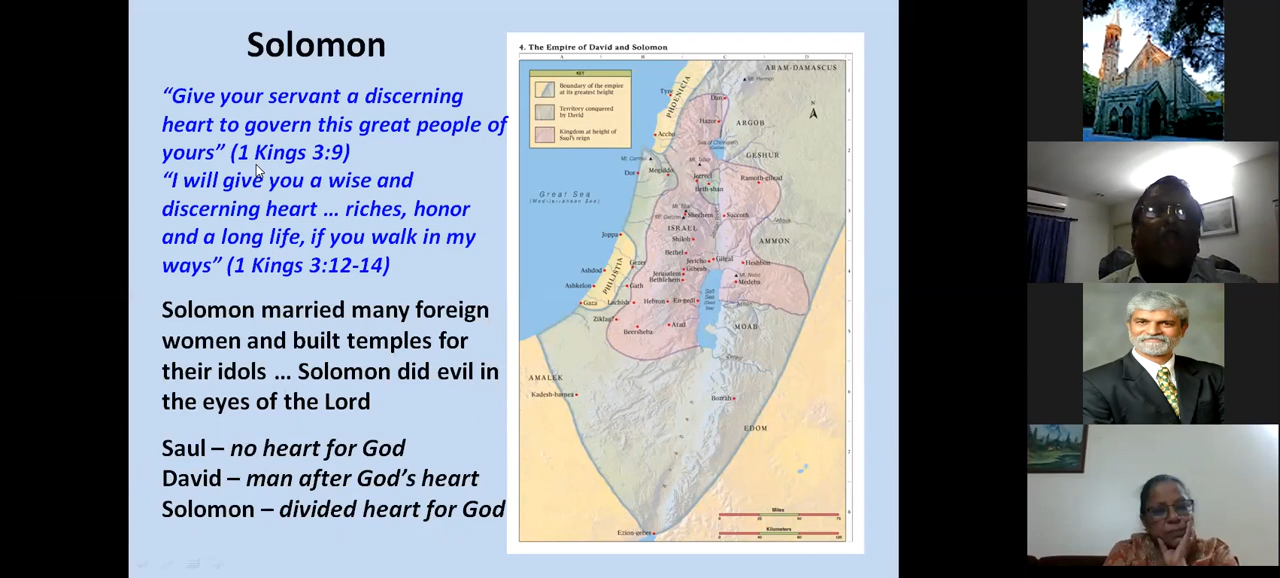 Solomon
“Give your servant a discerning
heart to govern this great people of
yours” (1 Kings 3:9)
“I will give you a wise and
discerning heart … riches, honor
and a long life, if you walk in my
ways” (1 Kings 3:12-14)
Solomon married many foreign
women and built temples for
their idols … Solomon did evil in
the eyes of the Lord
Saul – no heart for God
David – man after God’s heart
Solomon – divided heart for God
4. The Empire of David and Solomon
KEY
Boundary of the empire
at its greatest height
Territory conquered
by David
Kingdom at height of
Saul's reign
ARAM-DAMASCUS
Mt. Hermon
Tyre
PHOENICIA
Dan
N
Hazor
ARGOB
Accho
GESHUR
Mt. Carmel
Dor
Megiddo
Jezreel
Beth-shan
Ramoth-gilead
Great Sea
(Mediterranean Sea)
Shechem
Succoth
ISRAEL
Joppa
Shiloh
AMMON
Bethel
Gezer
Jericho
Gilgal
Heshbon
Ashdod
PHILISTIA
Gibeah
Jerusalem
Mt. Nebo
Ashkelon
Gath
Bethlehem
Medeba
Gaza
Lachish
Hebron
En-gedi
Salt
Sea
(Dead
Sea)
Ziklag
Beersheba
Arad
MOAB
AMALEK
Kadesh-barnea
Bozrah
EDOM
Miles
Kilometers
Ezion-geber